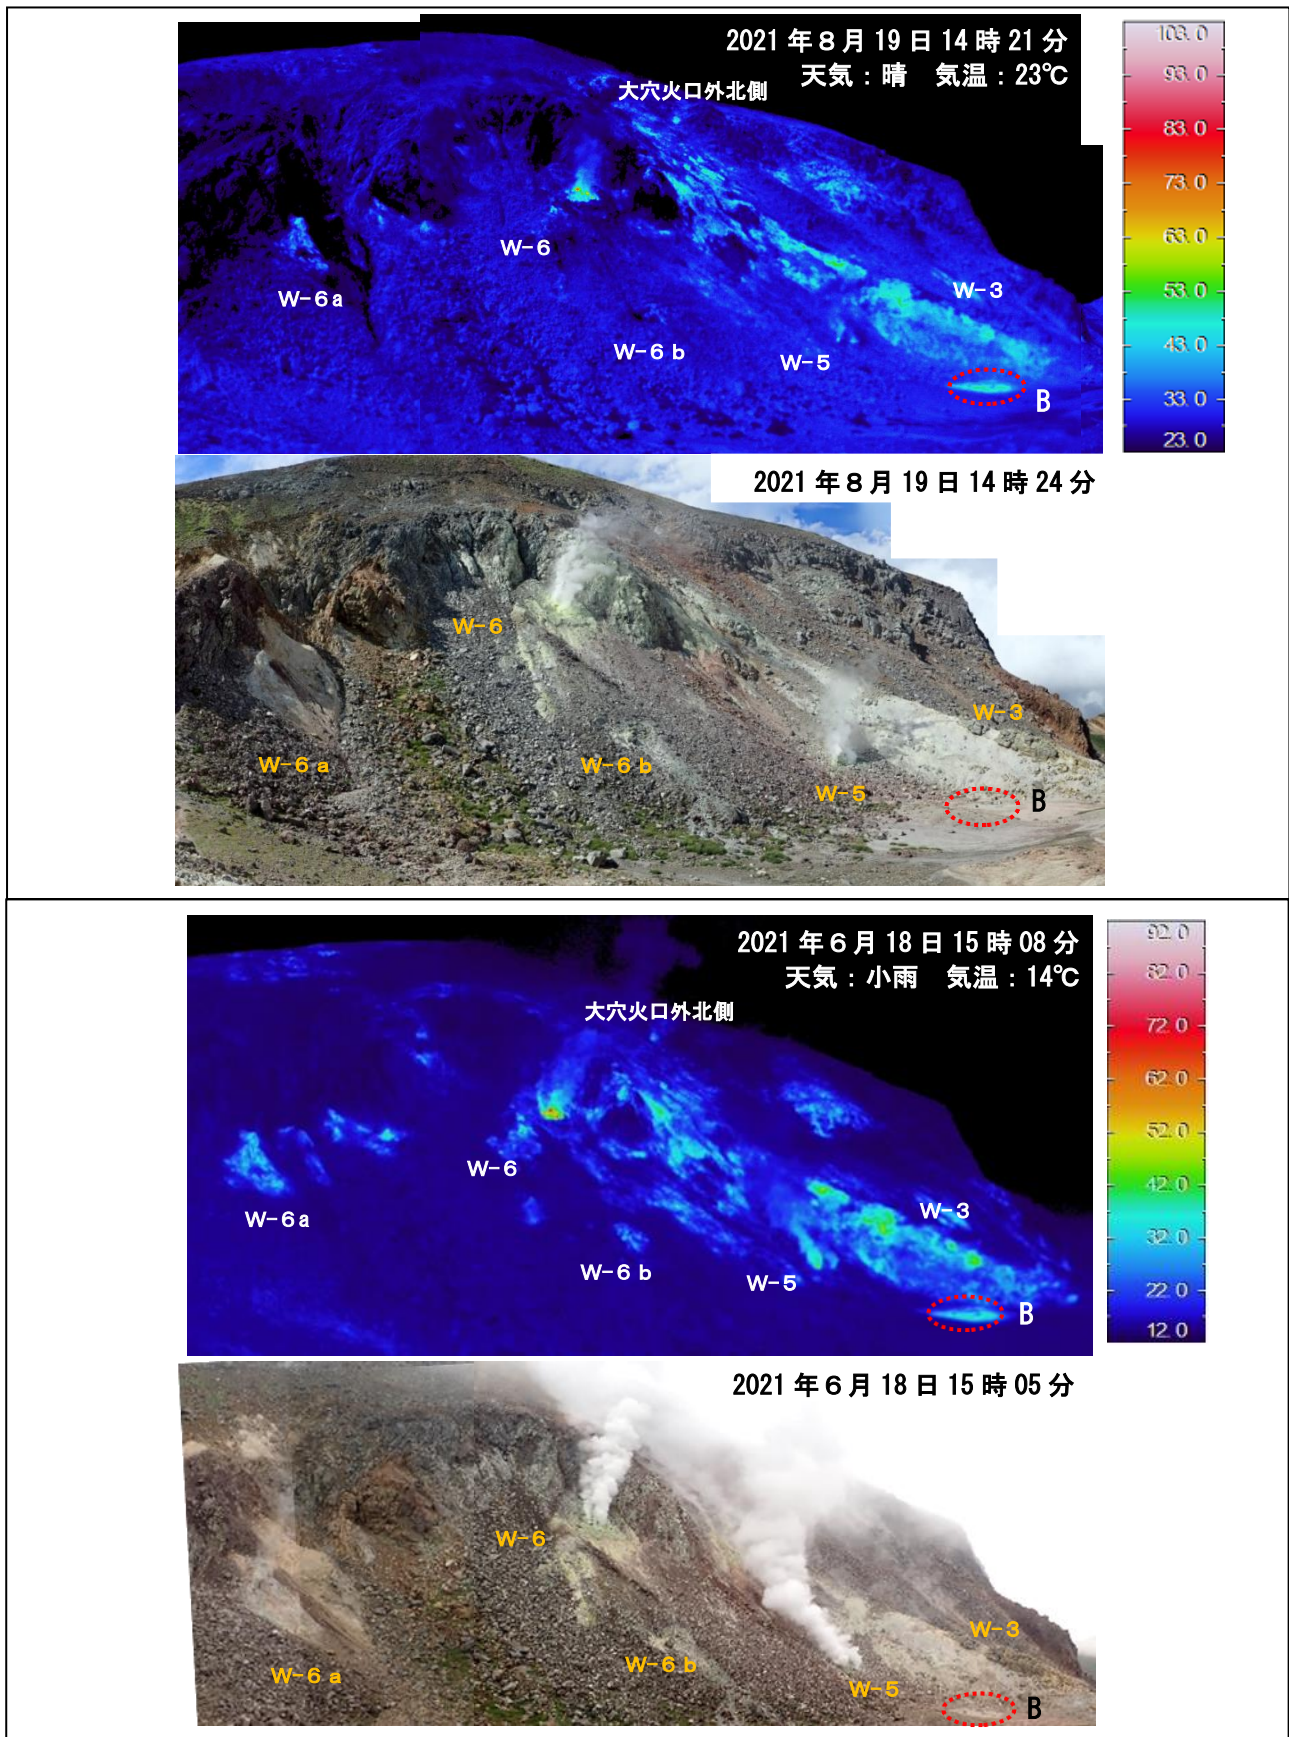 2021年８月19日14時21分
天気：晴　気温：23℃
大穴火口外北側
W-6
W-6a
W-3
W-6b
W-5
B
103.0
93.0
83.0
73.0
63.0
53.0
43.0
33.0
23.0
2021年８月19日14時24分
W-6
W-3
W-6a
W-6b
W-5
B
2021年６月18日15時08分
天気：小雨　気温：14℃
大穴火口外北側
W-6
W-6a
W-3
W-6b
W-5
B
92.0
82.0
72.0
62.0
52.0
42.0
32.0
22.0
12.0
2021年６月18日15時05分
W-6
W-3
W-6b
W-6a
W-5
B